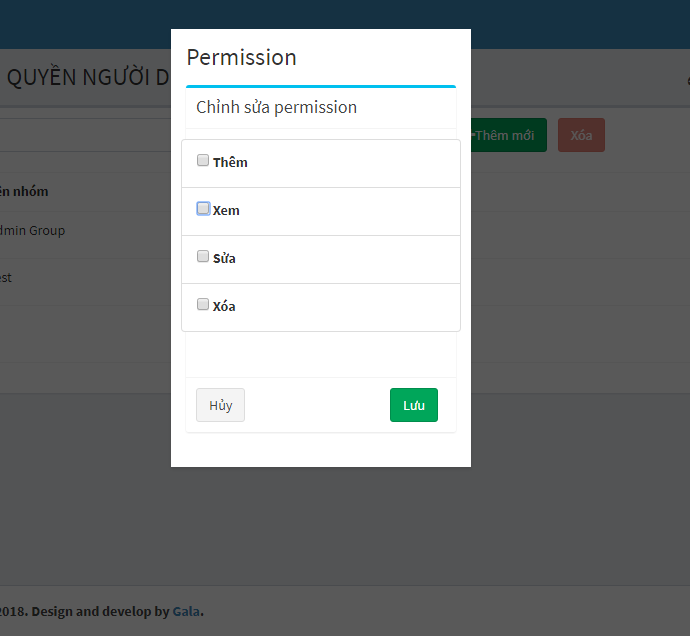 Permission
QUYỀN NGƯỜI D
Chỉnh sửa permission
Thêm mới
Xóa
Thêm
ên nhóm
Xem
dmin Group
Sửa
est
Xóa
Hủy
Lưu
2018. Design and develop by Gala.